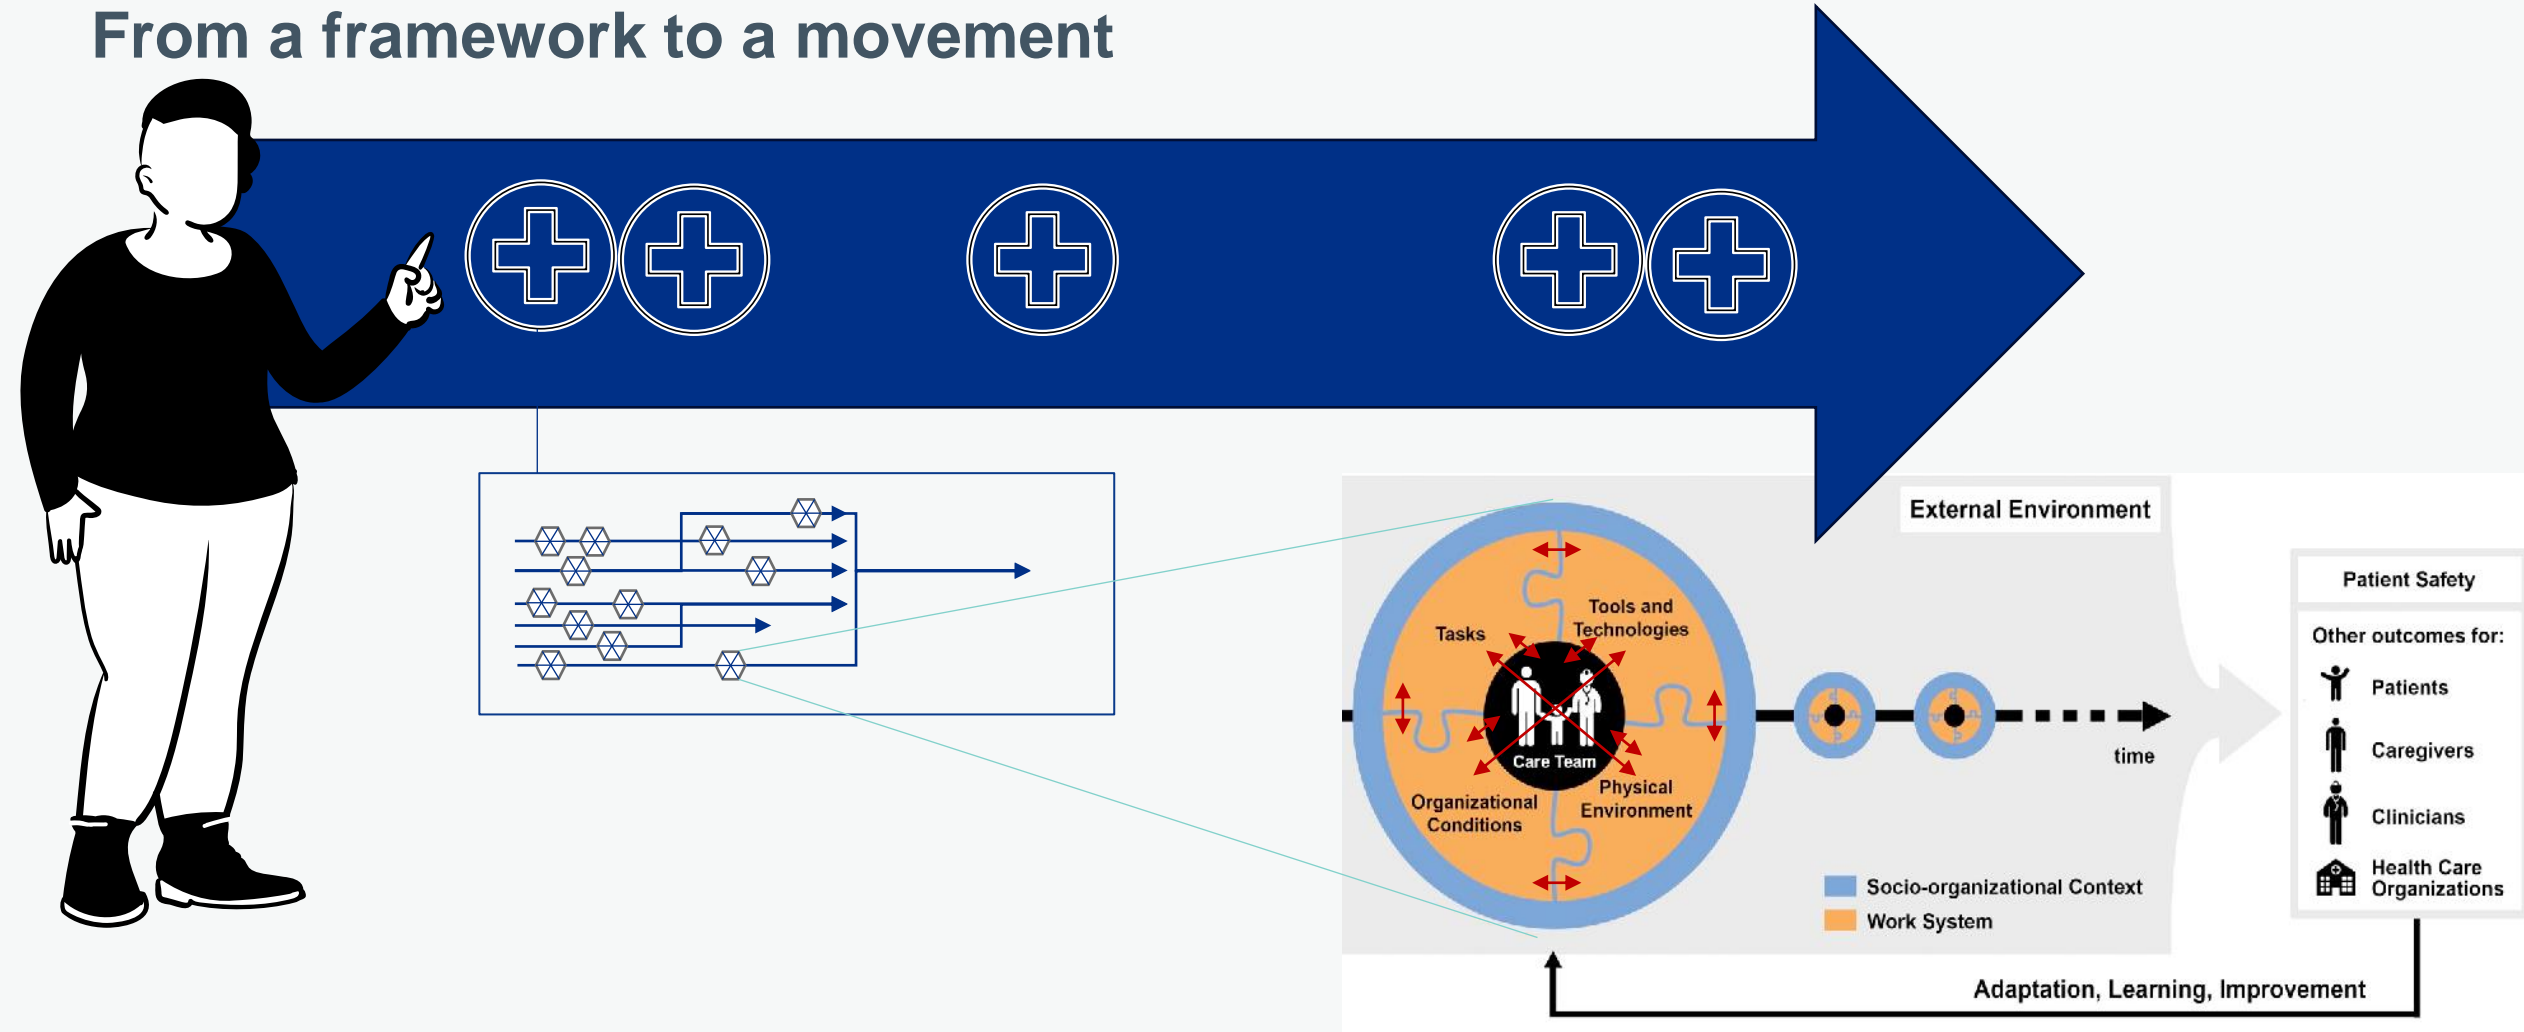 From a framework to a movement
External Environment
Tasks
Tools and
Technologies
Care Team
Organizational
Conditions
Physical
Environment
time
Socio-organizational Context
Work System
Patient Safety
Other outcomes for:
Patients
Caregivers
Clinicians
Health Care
Organizations
Adaptation, Learning, Improvement